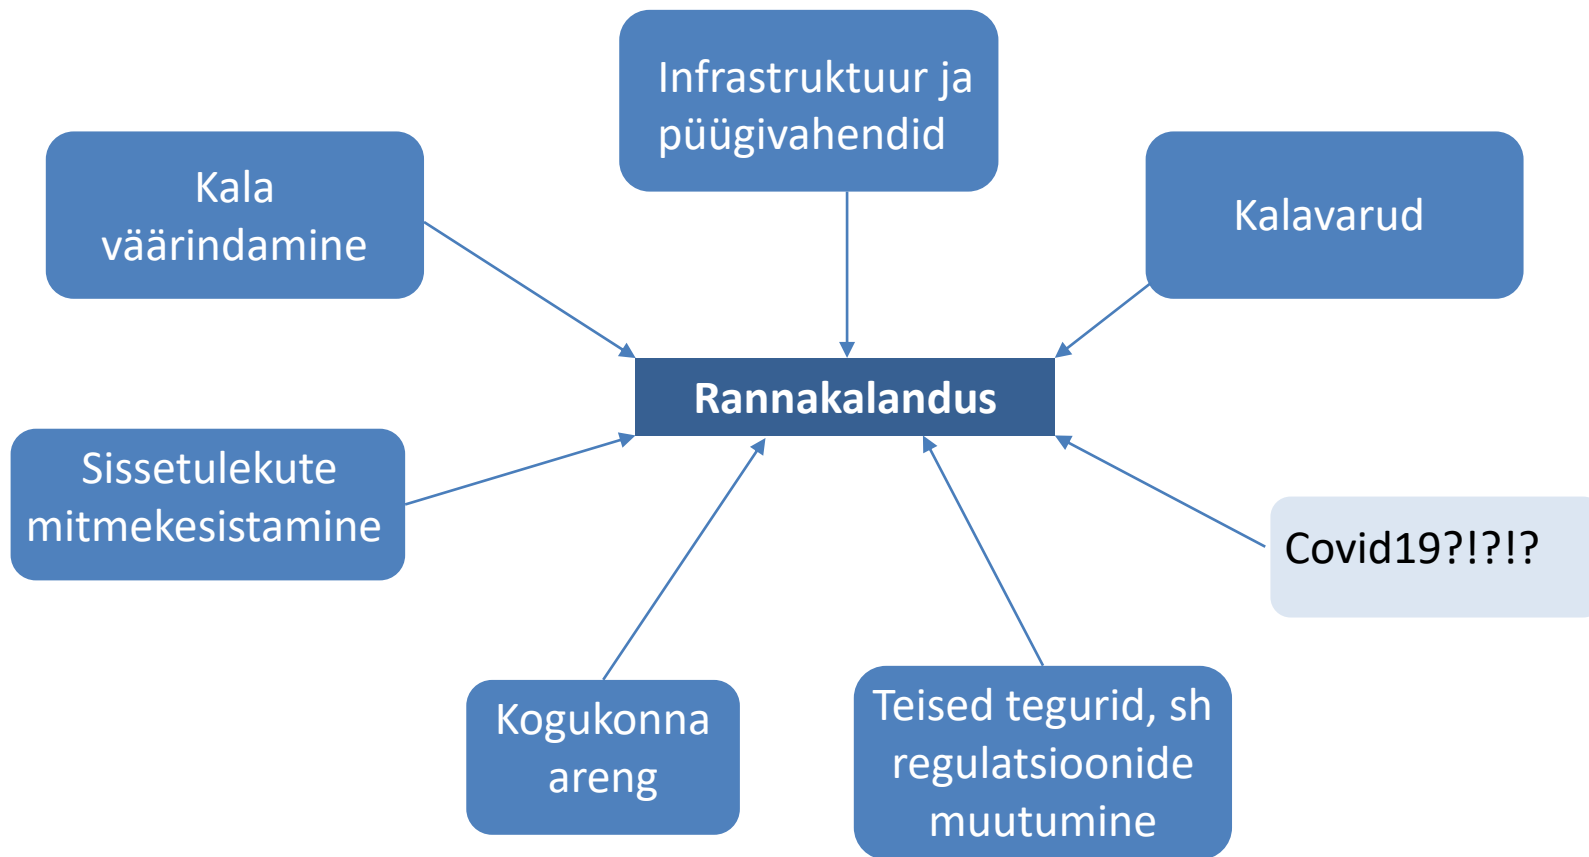 Infrastruktuur ja
püügivahendid
Kala
väärindamine
Kalavarud
Rannakalandus
Sissetulekute
mitmekesistamine
Covid19?!?!?
Kogukonna
areng
Teised tegurid, sh
regulatsioonide
muutumine